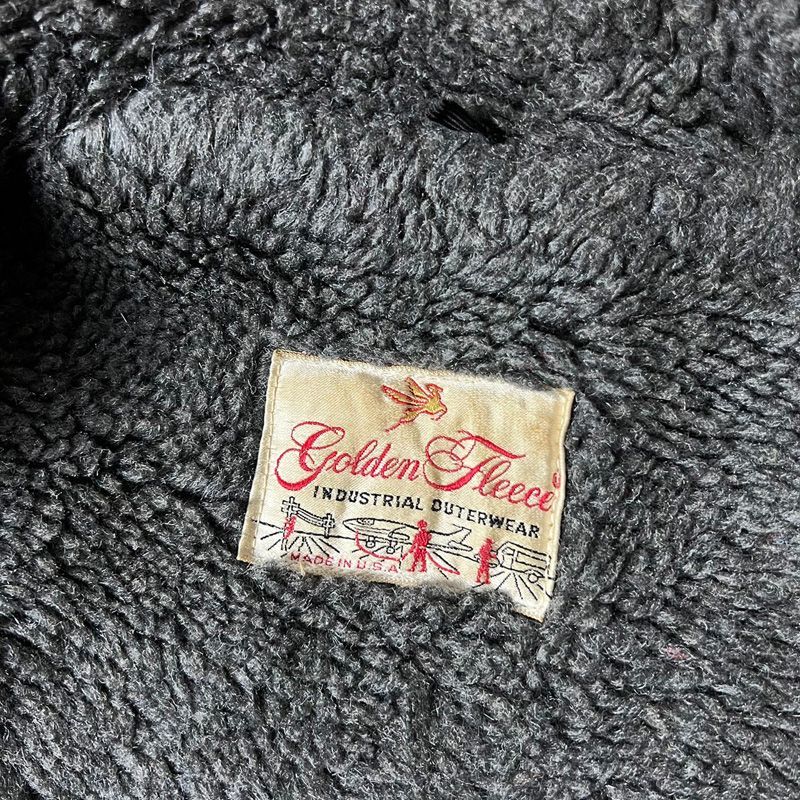 Golden Fleece®
INDUSTRIAL OUTERWEAR
MADE IN U.S.A.